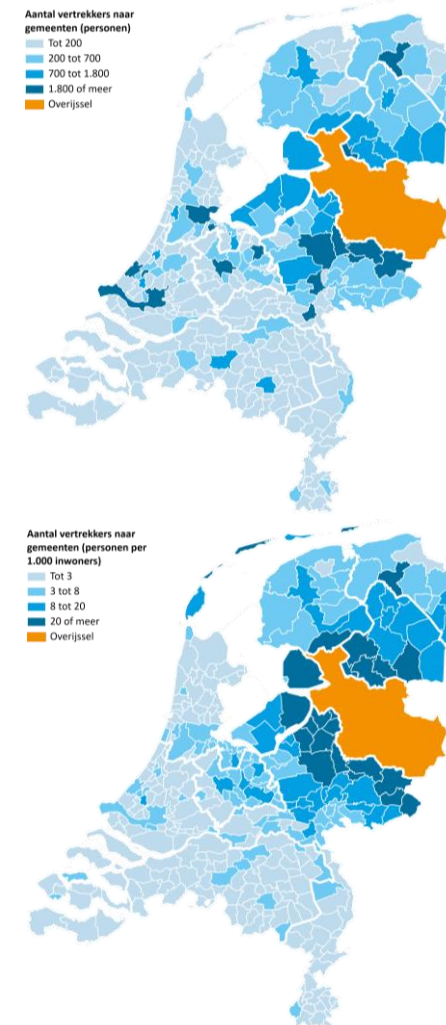 Aantal vertrekkers naar
gemeenten (personen)
Tot 200
200 tot 700
700 tot 1.800
1.800 of meer
Overijssel
Aantal vertrekkers naar
gemeenten (personen per
1.000 inwoners)
Tot 3
3 tot 8
8 tot 20
20 of meer
Overijssel